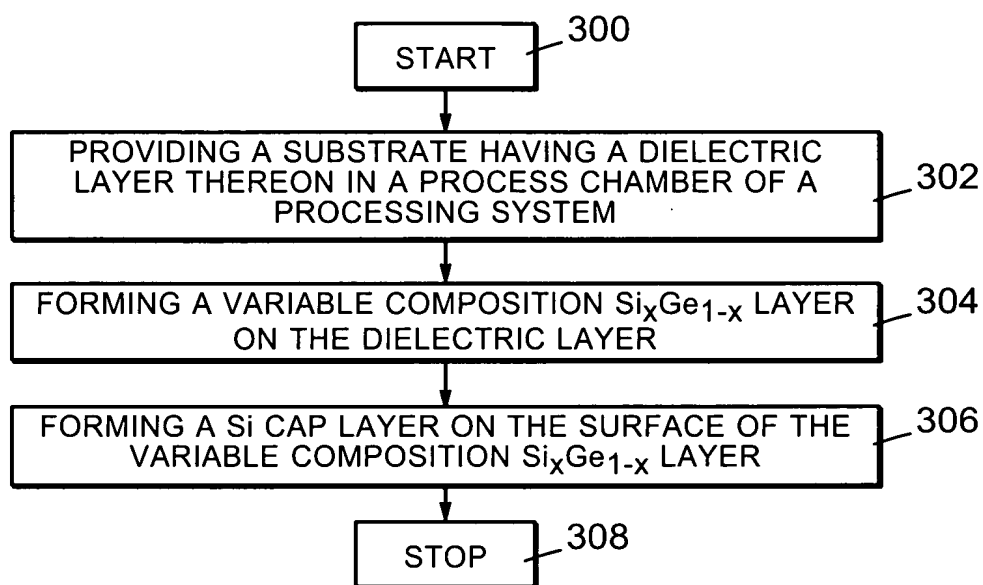 START 300
PROVIDING A SUBSTRATE HAVING A DIELECTRIC
LAYER THEREON IN A PROCESS CHAMBER OF A
PROCESSING SYSTEM
302
FORMING A VARIABLE COMPOSITION SiₓGe₁₋ₓ LAYER
ON THE DIELECTRIC LAYER
304
FORMING A Si CAP LAYER ON THE SURFACE OF THE
VARIABLE COMPOSITION SiₓGe₁₋ₓ LAYER
306
STOP 308